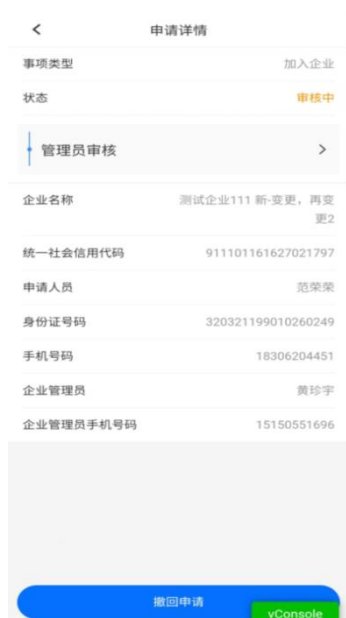 申请详情
事项类型 加入企业
状态 审核中
管理员审核
企业名称 测试企业111 新-变更，再变
更2
统一社会信用代码 911101161627021797
申请人员 范荣荣
身份证号码 320321199010260249
手机号码 18306204451
企业管理员 黄珍宇
企业管理员手机号码 15150551696
撤回申请
vConsole